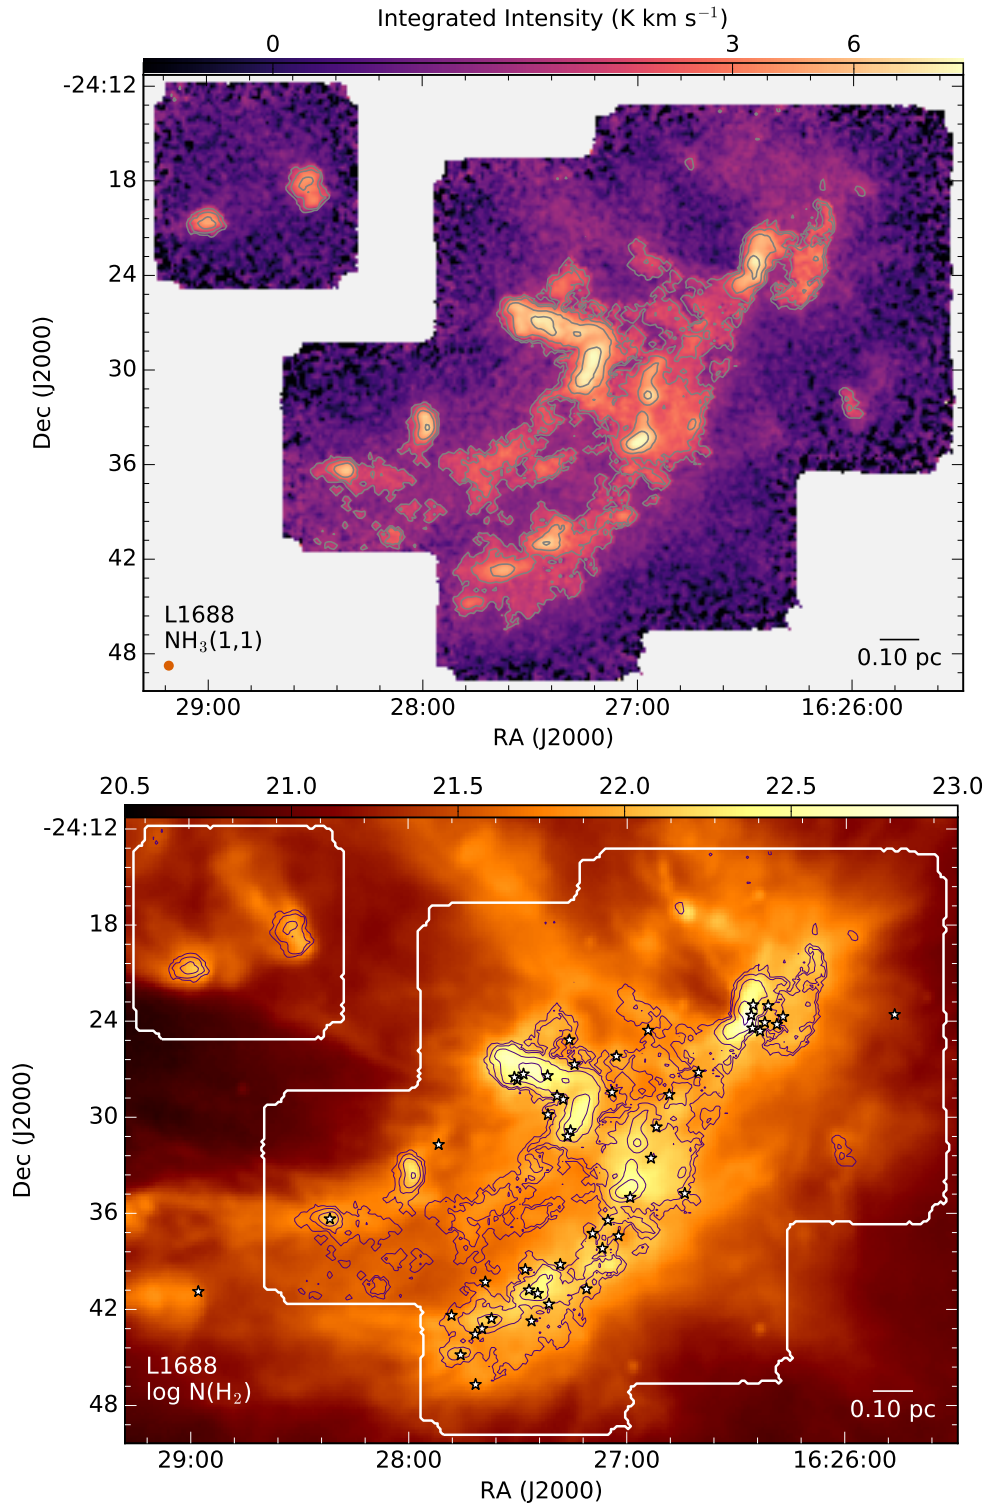 Integrated Intensity (K km s⁻¹)
0 3 6
-24:12
18
24
30
36
42
48
Dec (J2000)
L1688
NH₃(1,1)
0.10 pc
29:00 28:00 27:00 16:26:00
RA (J2000)
20.5 21.0 21.5 22.0 22.5 23.0
-24:12
18
24
30
36
42
48
Dec (J2000)
L1688
log N(H₂)
0.10 pc
29:00 28:00 27:00 16:26:00
RA (J2000)